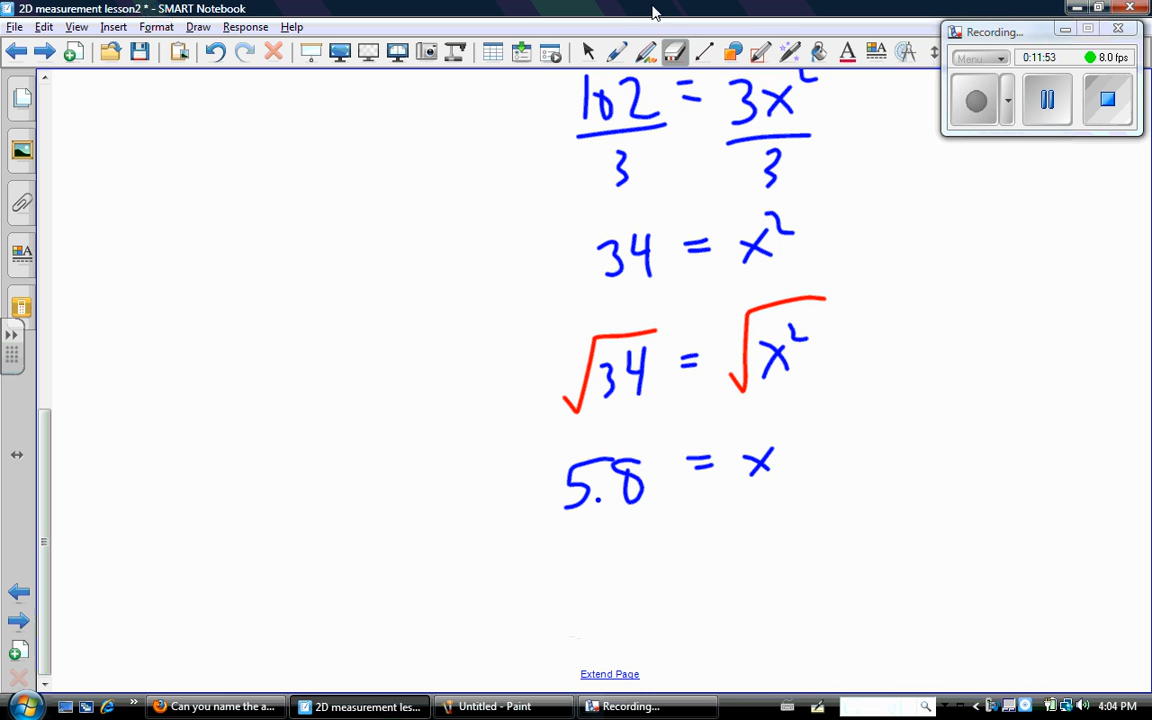 2D measurement lesson2 * - SMART Notebook
File Edit View Insert Format Draw Response Help
Recording...
Menu 0:11:53 8.0 fps
102 = 3x²
3 3
34 = x²
√34 = √x²
5.8 = x
Extend Page
Can you name the a... 2D measurement les... Untitled - Paint Recording... 4:04 PM